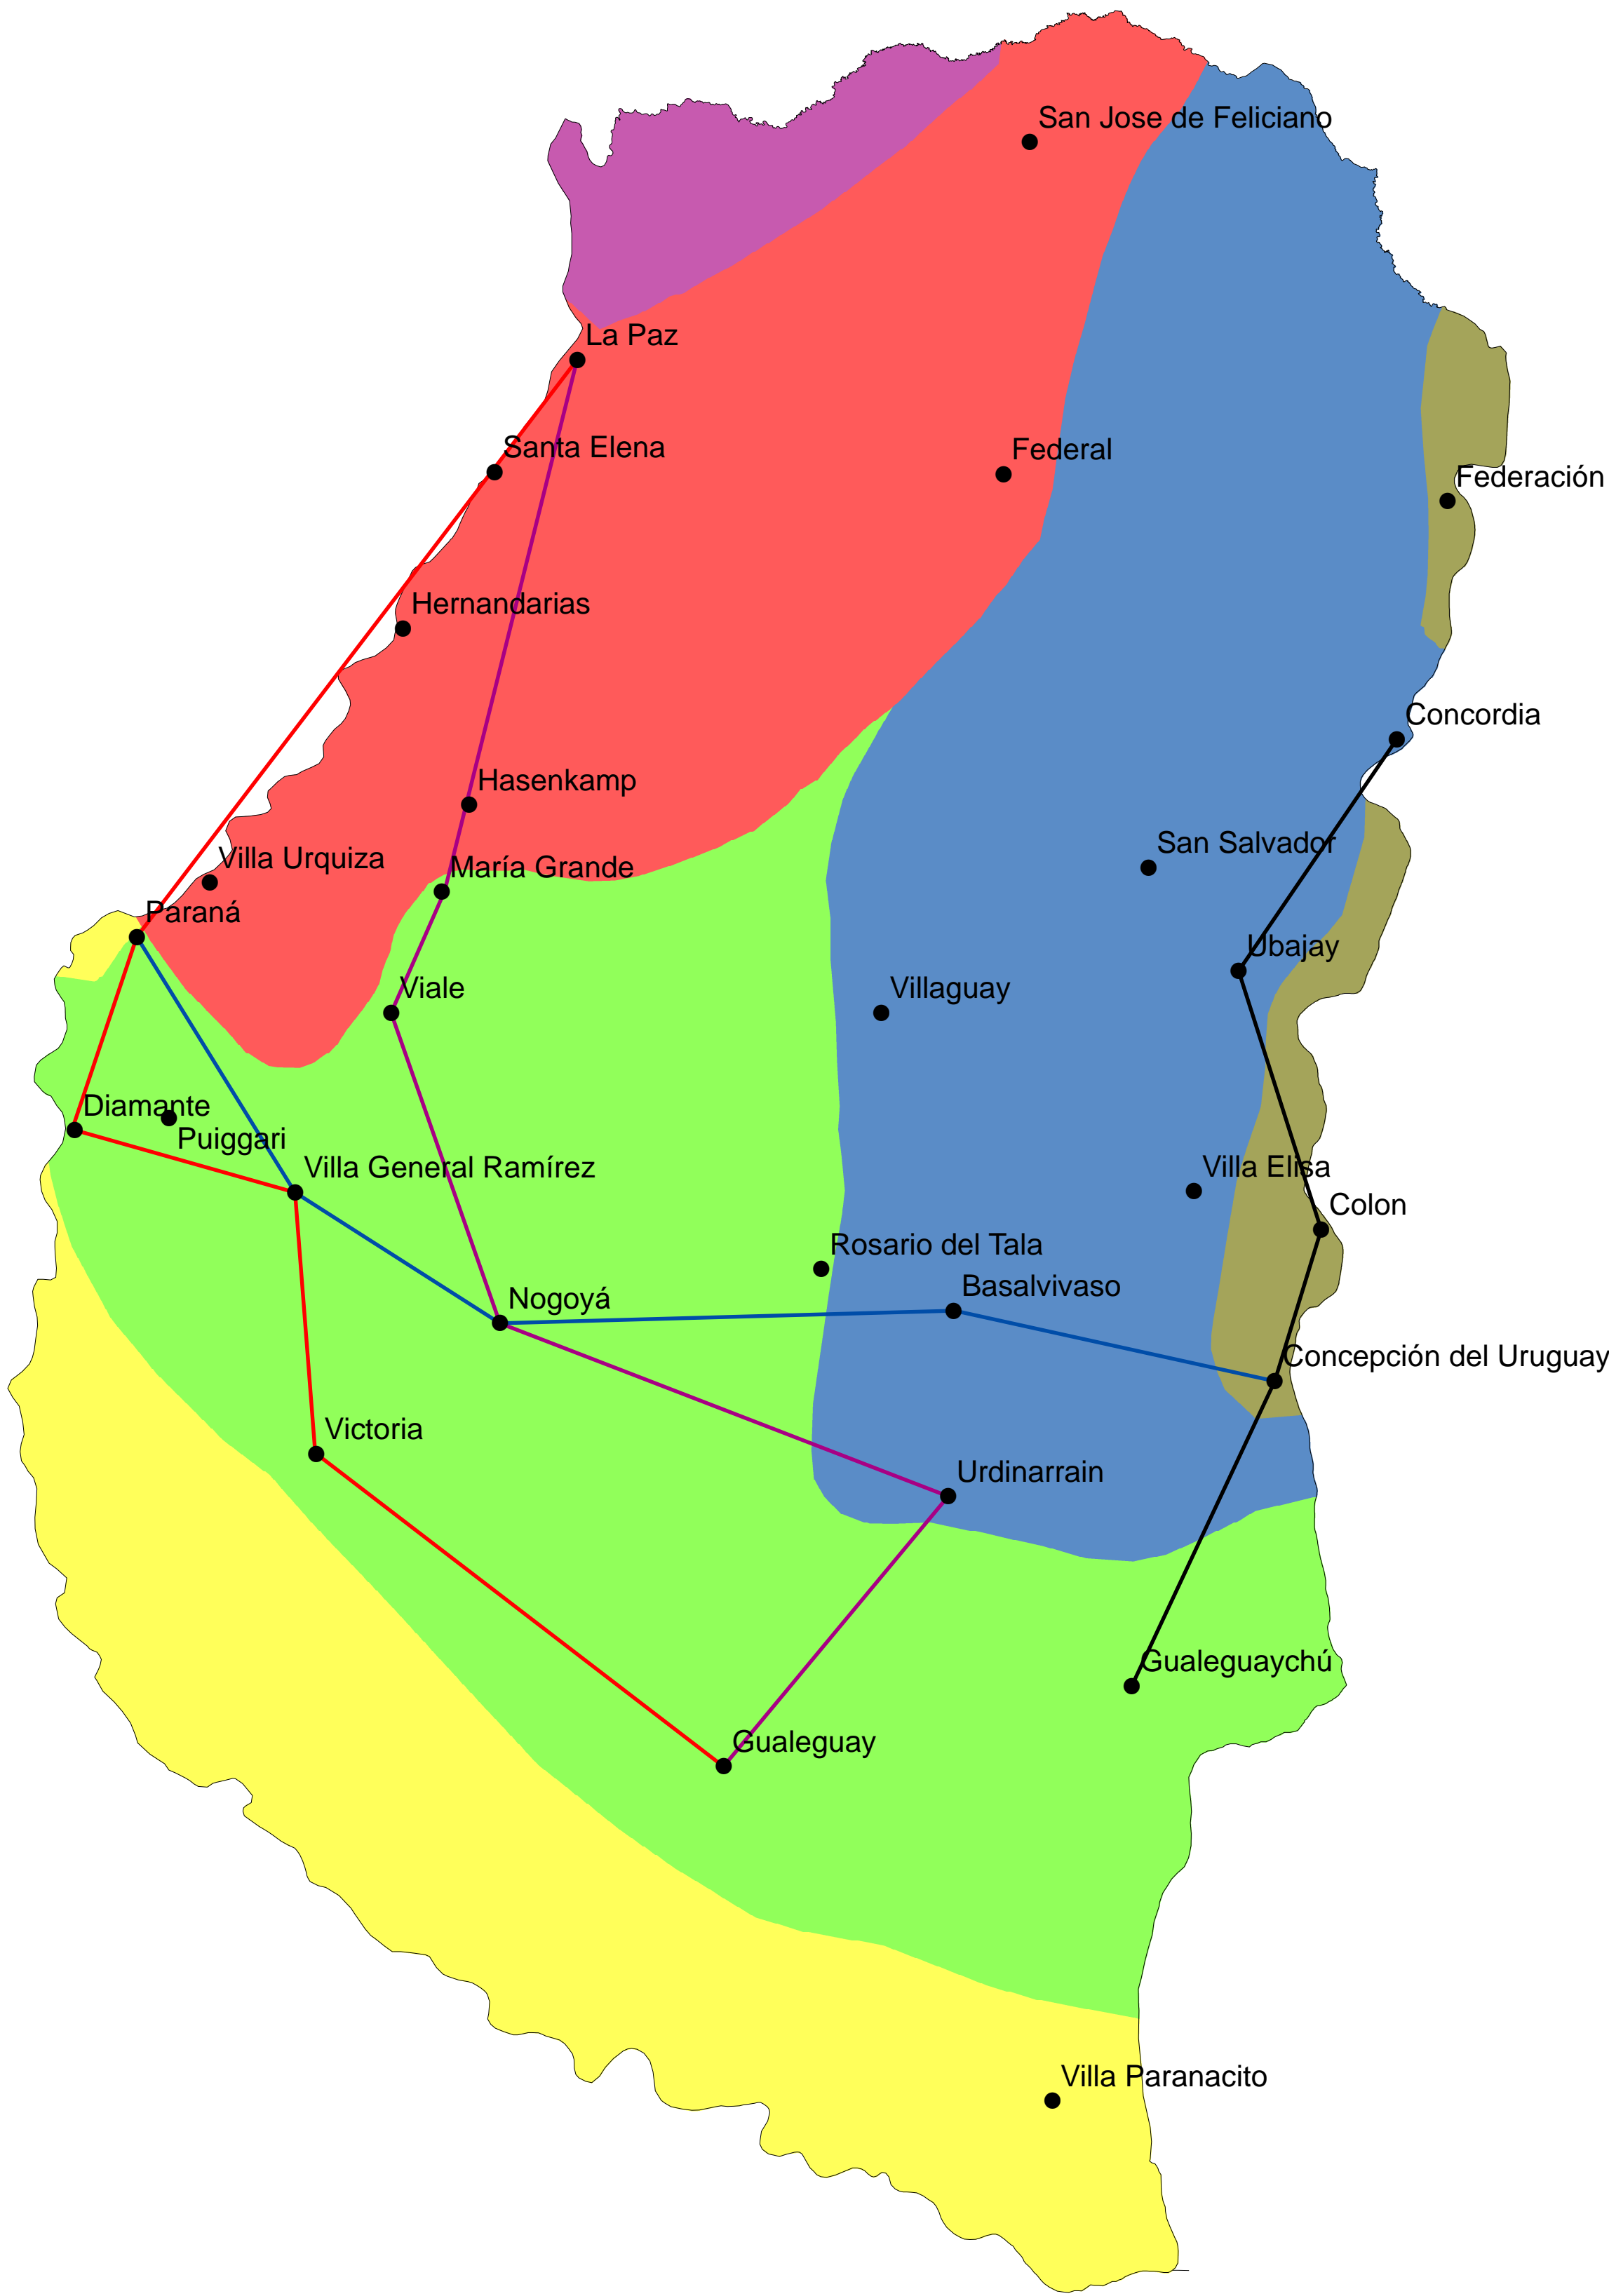 San Jose de Feliciano
La Paz
Santa Elena
Federal
Federación
Hernandarias
Concordia
Hasenkamp
San Salvador
Villa Urquiza
María Grande
Paraná
Ubajay
Viale
Villaguay
Diamante
Puiggari
Villa General Ramírez
Villa Elisa
Colon
Rosario del Tala
Basalvivaso
Nogoyá
Concepción del Uruguay
Victoria
Urdinarrain
Gualeguaychú
Gualeguay
Villa Paranacito